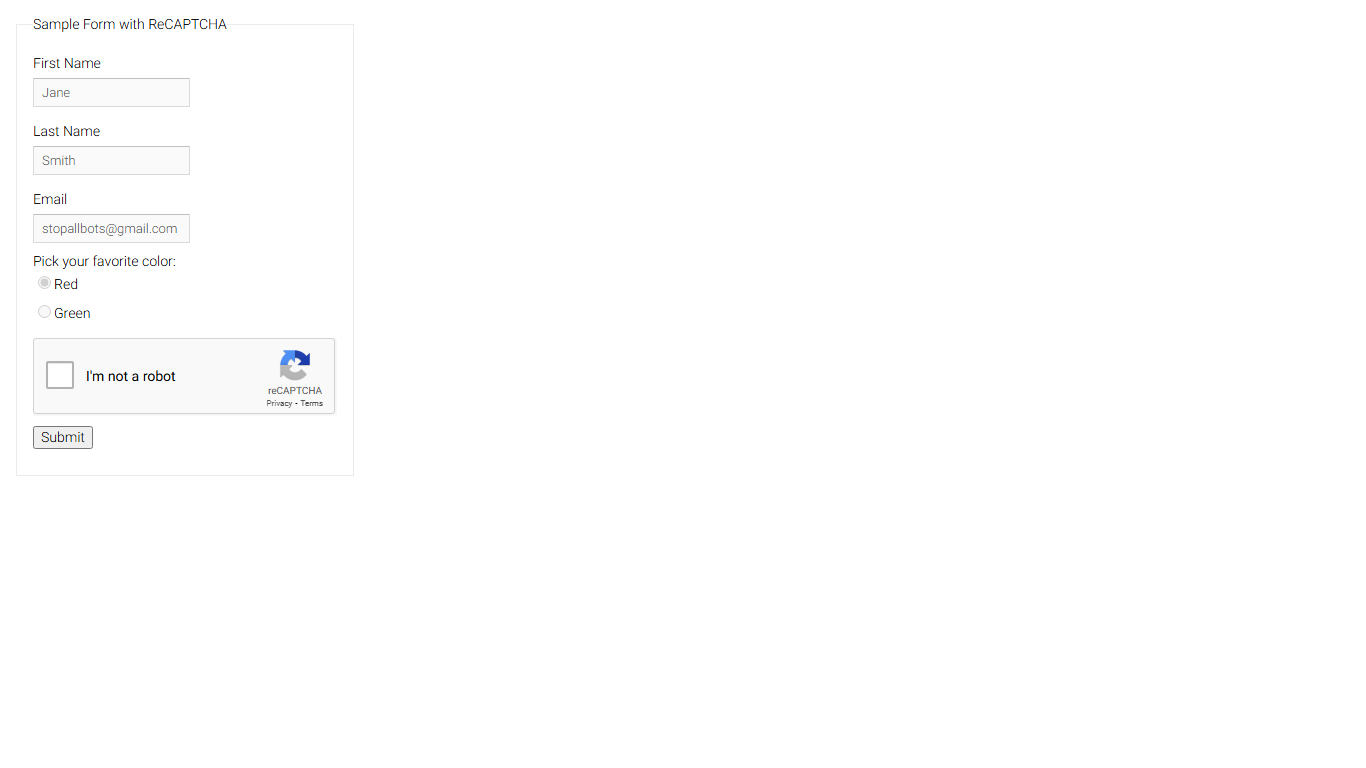 Sample Form with ReCAPTCHA
First Name
Jane
Last Name
Smith
Email
stopallbots@gmail.com
Pick your favorite color:
Red
Green
I'm not a robot
reCAPTCHA
Privacy - Terms
Submit